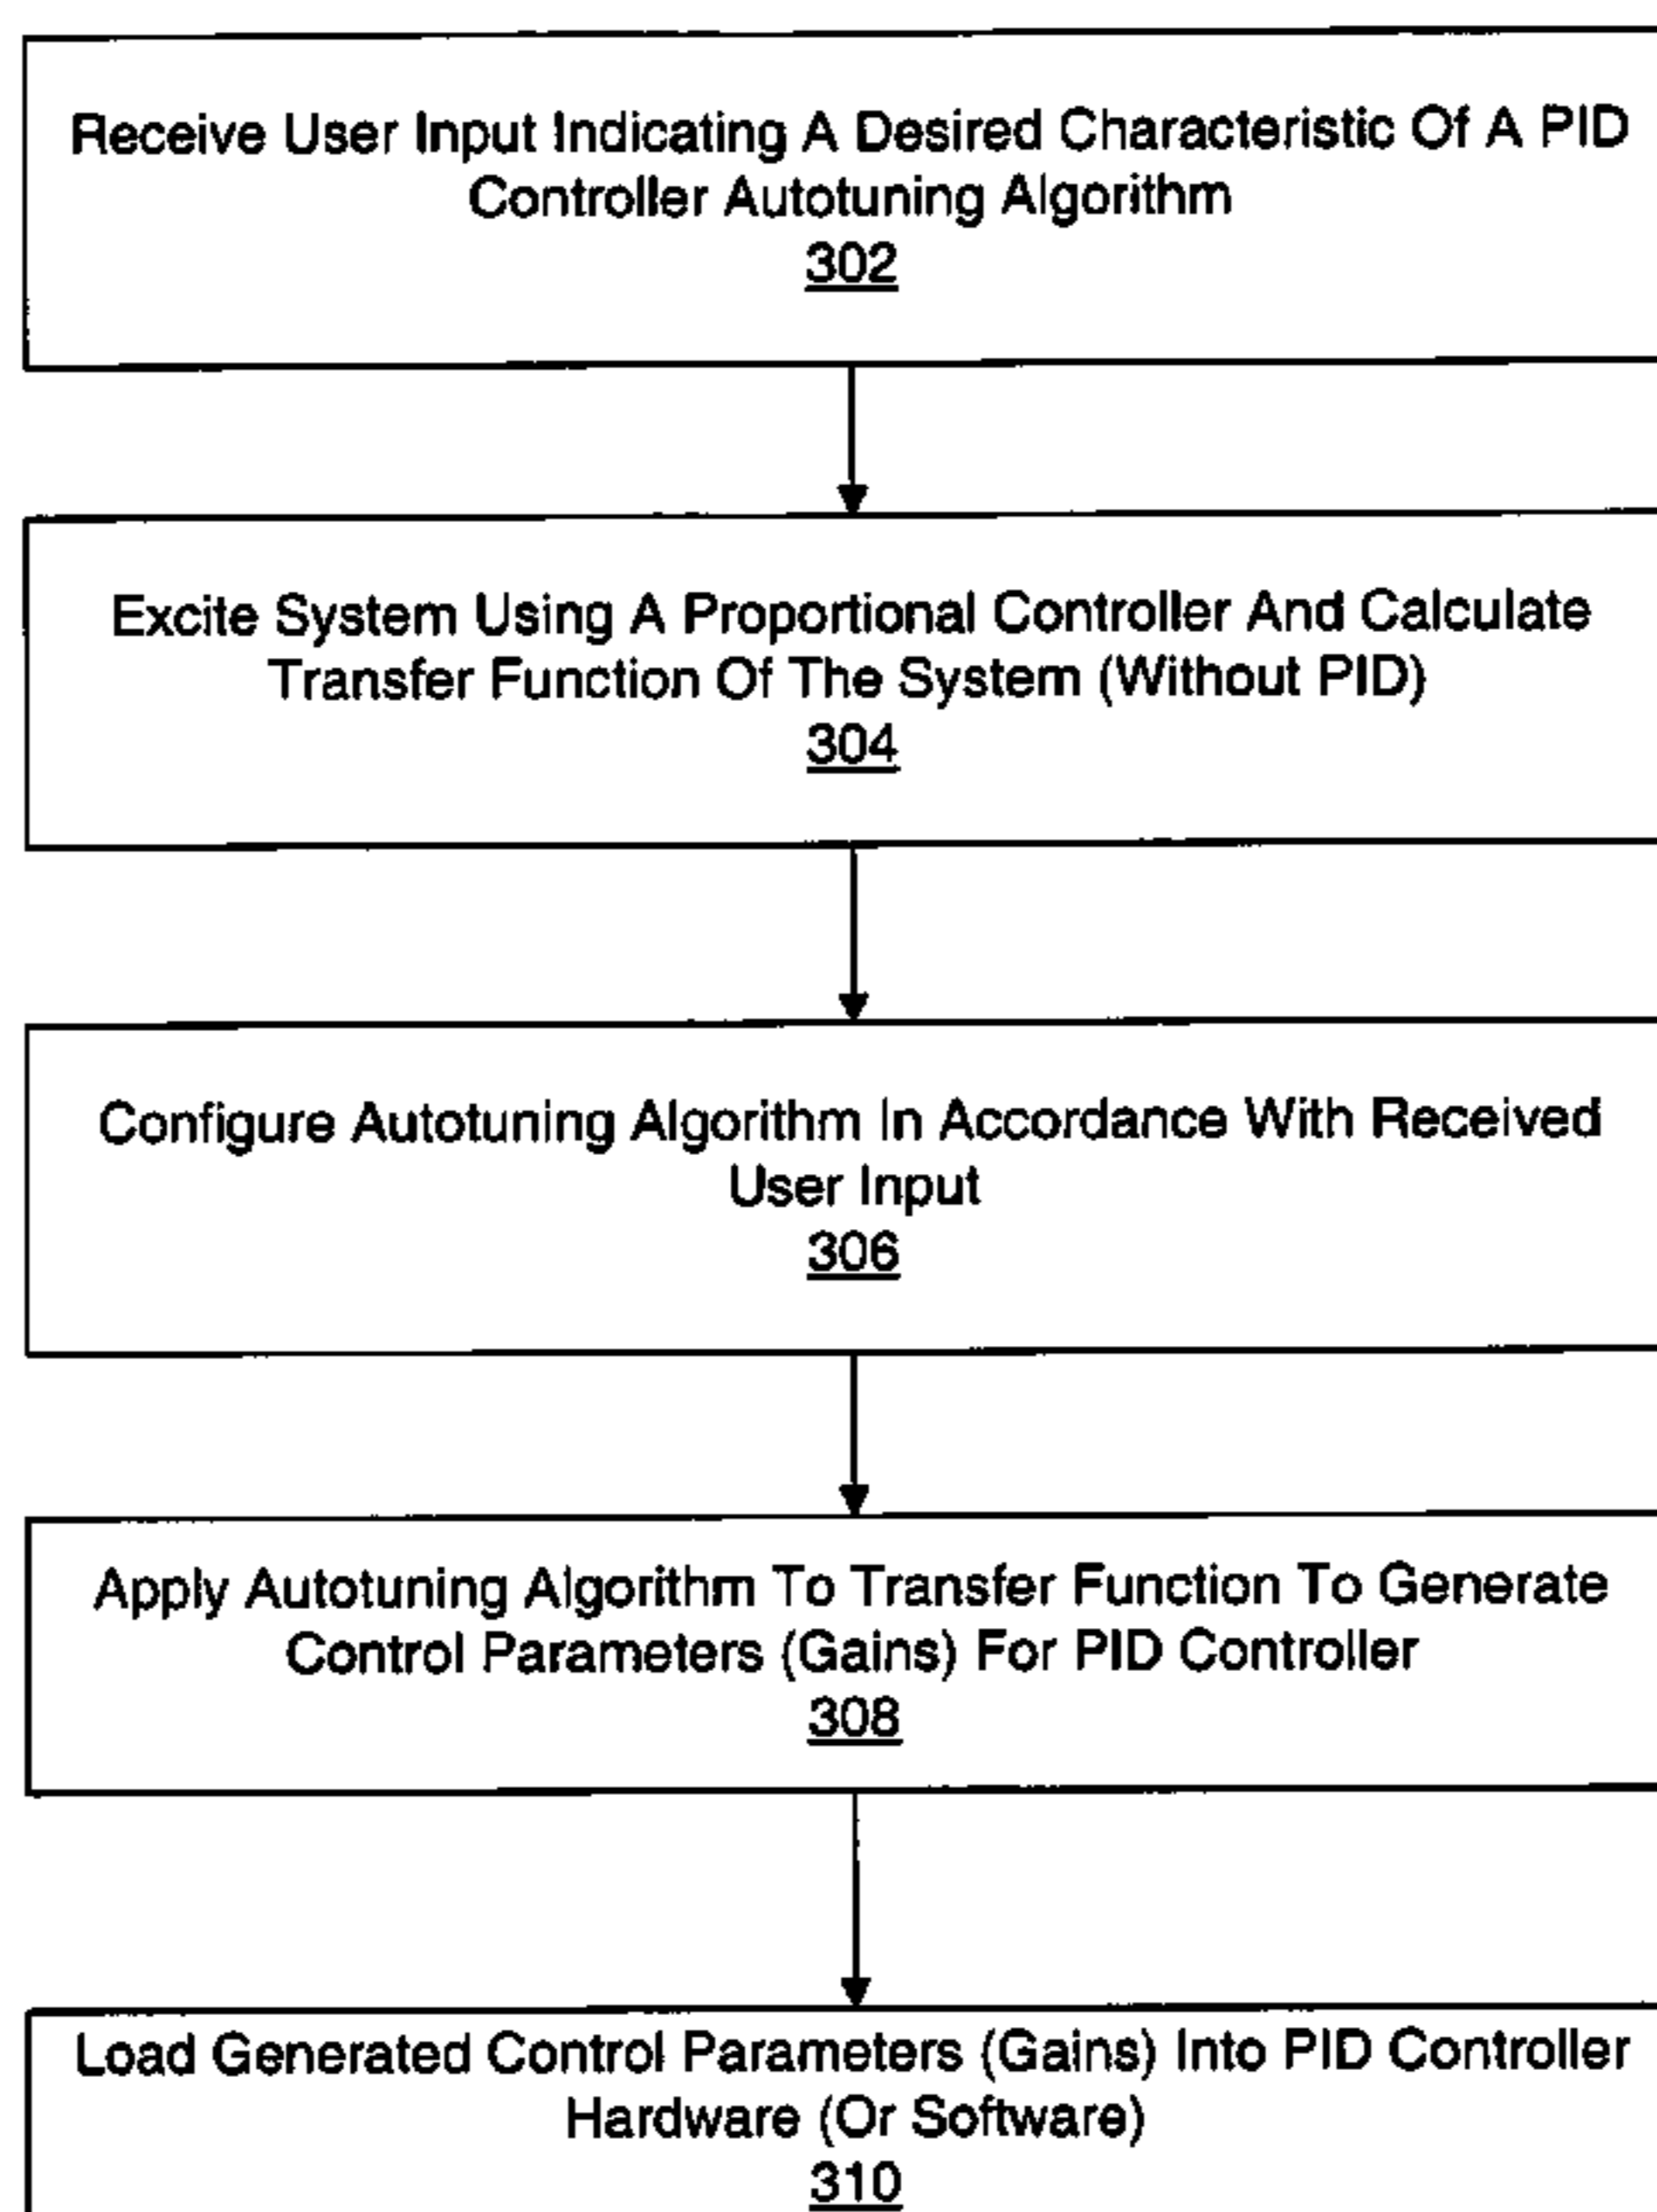 Receive User Input Indicating A Desired Characteristic Of A PID
Controller Autotuning Algorithm
302
Excite System Using A Proportional Controller And Calculate
Transfer Function Of The System (Without PID)
304
Configure Autotuning Algorithm In Accordance With Received
User Input
306
Apply Autotuning Algorithm To Transfer Function To Generate
Control Parameters (Gains) For PID Controller
308
Load Generated Control Parameters (Gains) Into PID Controller
Hardware (Or Software)
310